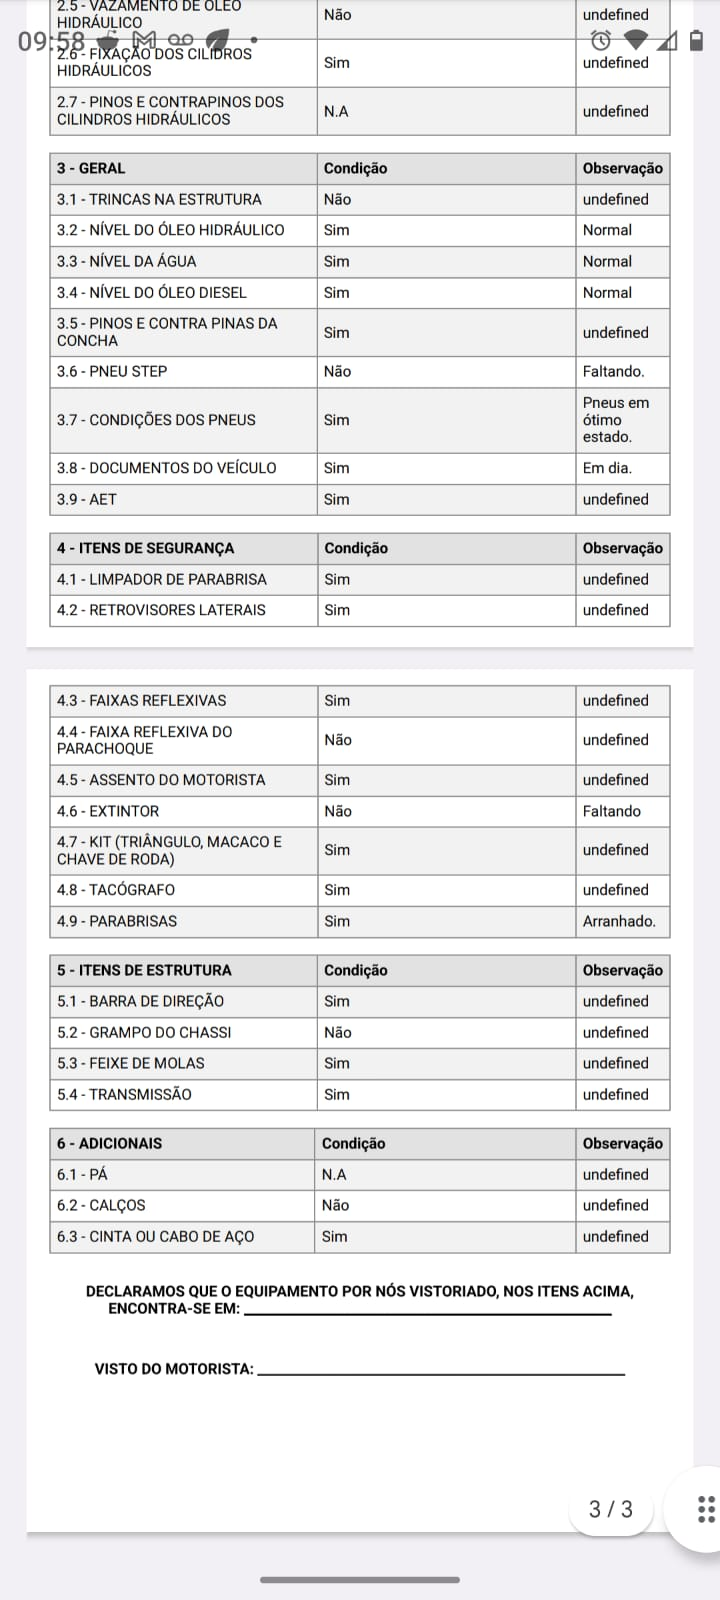 2.5 - VAZAMENTO DE ÓLEO
HIDRÁULICO
Não
undefined
09:58
2.6 - FIXAÇÃO DOS CILIDROS
HIDRÁULICOS
Sim
undefined
2.7 - PINOS E CONTRAPINOS DOS
CILINDROS HIDRÁULICOS
N.A
undefined
3 - GERAL Condição Observação
3.1 - TRINCAS NA ESTRUTURA Não undefined
3.2 - NÍVEL DO ÓLEO HIDRÁULICO Sim Normal
3.3 - NÍVEL DA ÁGUA Sim Normal
3.4 - NÍVEL DO ÓLEO DIESEL Sim Normal
3.5 - PINOS E CONTRA PINAS DA
CONCHA
Sim
undefined
3.6 - PNEU STEP Não Faltando.
3.7 - CONDIÇÕES DOS PNEUS
Sim
Pneus em
ótimo
estado.
3.8 - DOCUMENTOS DO VEÍCULO Sim Em dia.
3.9 - AET Sim undefined
4 - ITENS DE SEGURANÇA Condição Observação
4.1 - LIMPADOR DE PARABRISA Sim undefined
4.2 - RETROVISORES LATERAIS Sim undefined
4.3 - FAIXAS REFLEXIVAS Sim undefined
4.4 - FAIXA REFLEXIVA DO
PARACHOQUE
Não
undefined
4.5 - ASSENTO DO MOTORISTA Sim undefined
4.6 - EXTINTOR Não Faltando
4.7 - KIT (TRIÂNGULO, MACACO E
CHAVE DE RODA)
Sim
undefined
4.8 - TACÓGRAFO Sim undefined
4.9 - PARABRISAS Sim Arranhado.
5 - ITENS DE ESTRUTURA Condição Observação
5.1 - BARRA DE DIREÇÃO Sim undefined
5.2 - GRAMPO DO CHASSI Não undefined
5.3 - FEIXE DE MOLAS Sim undefined
5.4 - TRANSMISSÃO Sim undefined
6 - ADICIONAIS Condição Observação
6.1 - PÁ N.A undefined
6.2 - CALÇOS Não undefined
6.3 - CINTA OU CABO DE AÇO Sim undefined
DECLARAMOS QUE O EQUIPAMENTO POR NÓS VISTORIADO, NOS ITENS ACIMA,
ENCONTRA-SE EM:
VISTO DO MOTORISTA:
3 / 3